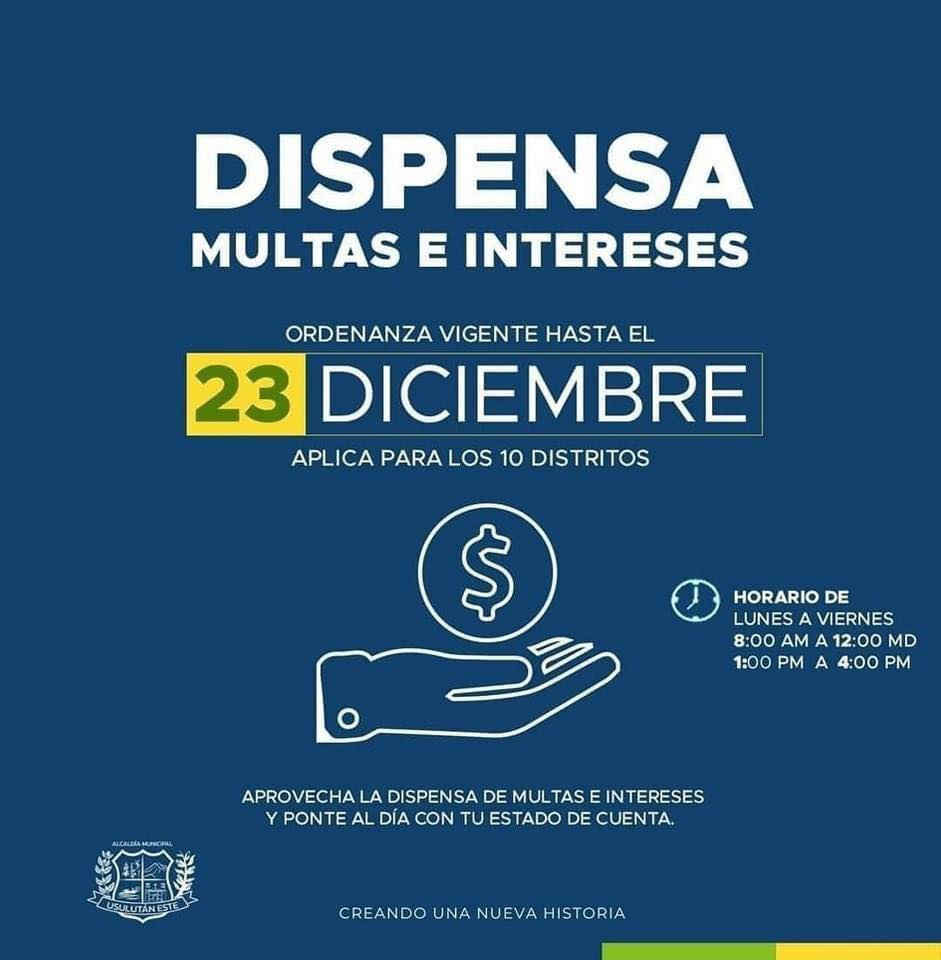 DISPENSA
MULTAS E INTERESES
ORDENANZA VIGENTE HASTA EL
23 DICIEMBRE
APLICA PARA LOS 10 DISTRITOS
$
HORARIO DE
LUNES A VIERNES
8:00 AM A 12:00 MD
1:00 PM A 4:00 PM
APROVECHA LA DISPENSA DE MULTAS E INTERESES
Y PONTE AL DÍA CON TU ESTADO DE CUENTA.
ALCALDÍA MUNICIPAL
USULUTÁN ESTE
CREANDO UNA NUEVA HISTORIA